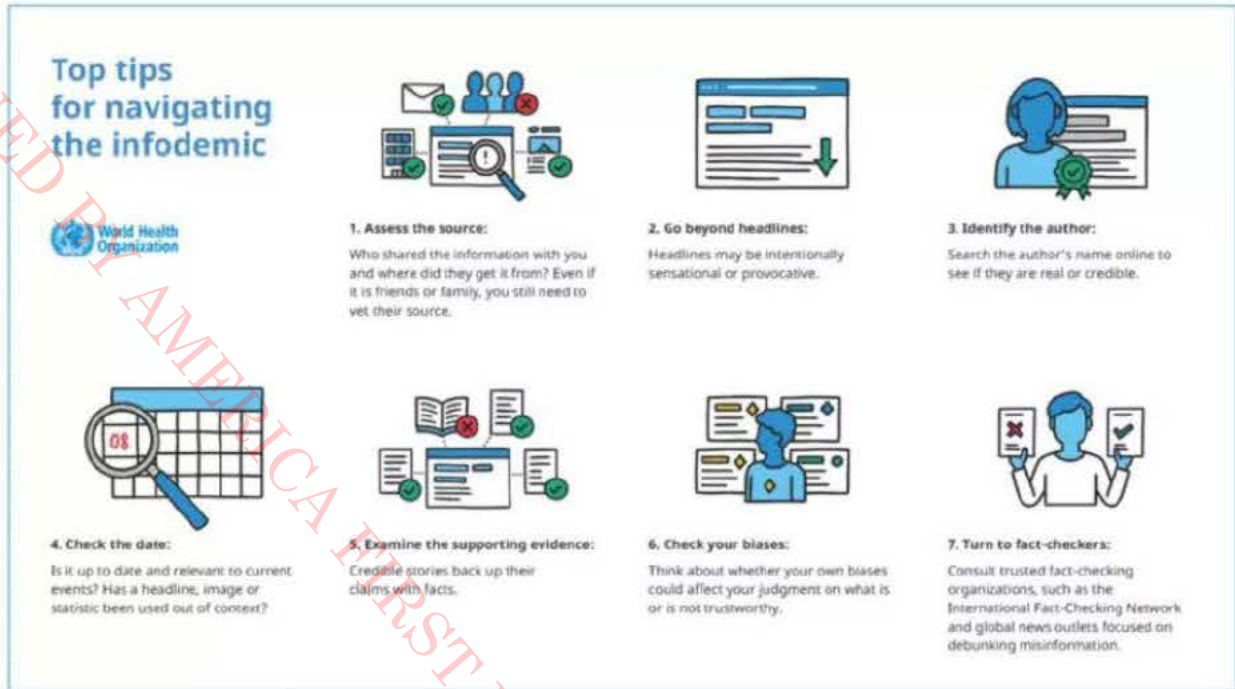 Top tips
for navigating
the infodemic
World Health
Organization
1. Assess the source:
Who shared the information with you
and where did they get it from? Even if
it is friends or family, you still need to
vet their source.
2. Go beyond headlines:
Headlines may be intentionally
sensational or provocative.
3. Identify the author:
Search the author's name online to
see if they are real or credible.
08
4. Check the date:
Is it up to date and relevant to current
events? Has a headline, image or
statistic been used out of context?
5. Examine the supporting evidence:
Credible stories back up their
claims with facts.
6. Check your biases:
Think about whether your own biases
could affect your judgment on what is
or is not trustworthy.
7. Turn to fact-checkers:
Consult trusted fact-checking
organizations, such as the
International Fact-Checking Network
and global news outlets focused on
debunking misinformation.
BY AMERICA FIRST